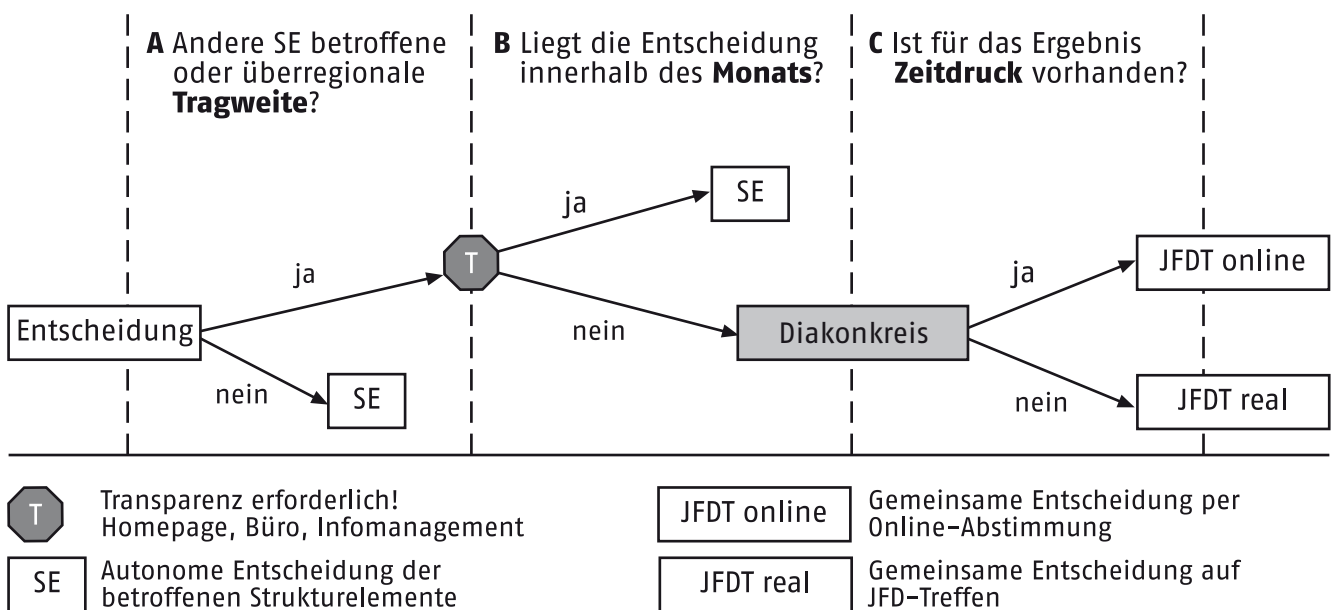 A Andere SE betroffene
oder überregionale
Tragweite?
B Liegt die Entscheidung
innerhalb des Monats?
C Ist für das Ergebnis
Zeitdruck vorhanden?
Entscheidung
ja
nein
SE
T
ja
nein
SE
Diakonkreis
ja
nein
JFDT online
JFDT real
T
Transparenz erforderlich!
Homepage, Büro, Infomanagement
SE
Autonome Entscheidung der
betroffenen Strukturelemente
JFDT online
Gemeinsame Entscheidung per
Online-Abstimmung
JFDT real
Gemeinsame Entscheidung auf
JFD-Treffen